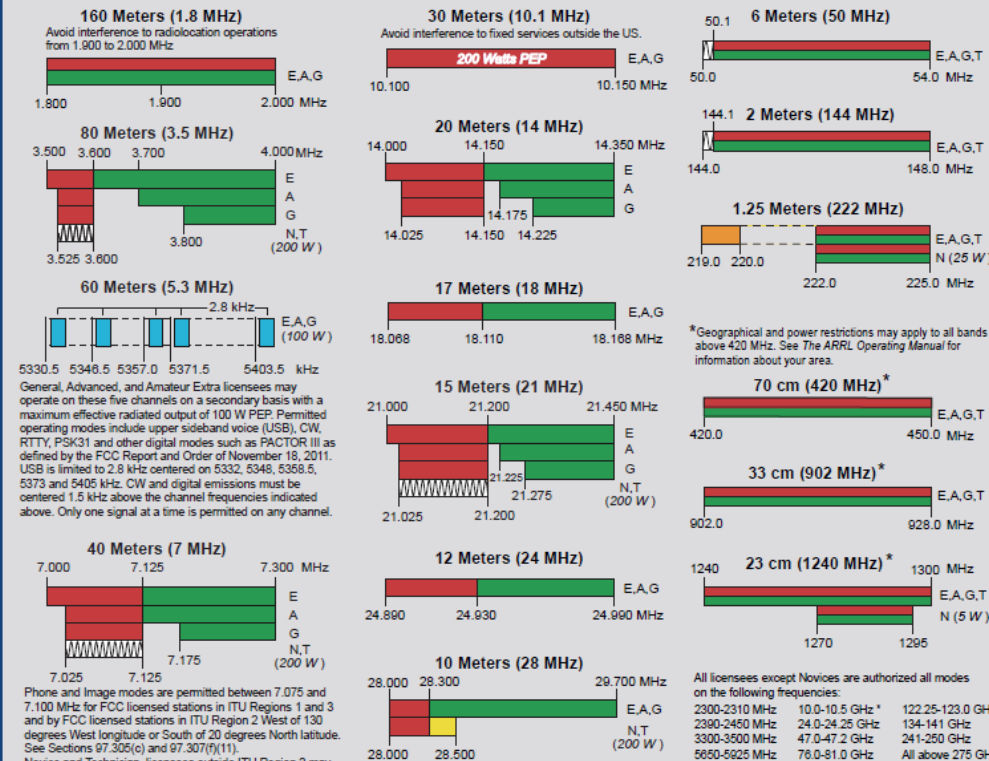 160 Meters (1.8 MHz)
Avoid interference to radiolocation operations
from 1.900 to 2.000 MHz
E,A,G
1.800 1.900 2.000 MHz
80 Meters (3.5 MHz)
3.500 3.600 3.700 4.000 MHz
E
A
G
N,T
(200 W)
3.800
3.525 3.600
60 Meters (5.3 MHz)
2.8 kHz
E,A,G
(100 W)
5330.5 5346.5 5357.0 5371.5 5403.5 kHz
General, Advanced, and Amateur Extra licensees may
operate on these five channels on a secondary basis with a
maximum effective radiated output of 100 W PEP. Permitted
operating modes include upper sideband voice (USB), CW,
RTTY, PSK31 and other digital modes such as PACTOR III as
defined by the FCC Report and Order of November 18, 2011.
USB is limited to 2.8 kHz centered on 5332, 5348, 5358.5,
5373 and 5405 kHz. CW and digital emissions must be
centered 1.5 kHz above the channel frequencies indicated
above. Only one signal at a time is permitted on any channel.
40 Meters (7 MHz)
7.000 7.125 7.300 MHz
E
A
G
N,T
(200 W)
7.175
7.025 7.125
Phone and Image modes are permitted between 7.075 and
7.100 MHz for FCC licensed stations in ITU Regions 1 and 3
and by FCC licensed stations in ITU Region 2 West of 130
degrees West longitude or South of 20 degrees North latitude.
See Sections 97.305(c) and 97.307(f)(11).
30 Meters (10.1 MHz)
Avoid interference to fixed services outside the US.
200 Watts PEP
E,A,G
10.100 10.150 MHz
20 Meters (14 MHz)
14.000 14.150 14.350 MHz
E
A
G
14.175
14.025 14.150 14.225
17 Meters (18 MHz)
E,A,G
18.068 18.110 18.168 MHz
15 Meters (21 MHz)
21.000 21.200 21.450 MHz
E
A
G
N,T
(200 W)
21.225
21.275
21.025 21.200
12 Meters (24 MHz)
E,A,G
24.890 24.930 24.990 MHz
10 Meters (28 MHz)
28.000 28.300 29.700 MHz
E,A,G
N,T
(200 W)
28.000 28.500
6 Meters (50 MHz)
50.1
E,A,G,T
50.0 54.0 MHz
2 Meters (144 MHz)
144.1
E,A,G,T
144.0 148.0 MHz
1.25 Meters (222 MHz)
E,A,G,T
N (25 W)
219.0 220.0
222.0 225.0 MHz
*Geographical and power restrictions may apply to all bands
above 420 MHz. See The ARRL Operating Manual for
information about your area.
70 cm (420 MHz)*
E,A,G,T
420.0 450.0 MHz
33 cm (902 MHz)*
E,A,G,T
902.0 928.0 MHz
23 cm (1240 MHz)*
1240 1300 MHz
E,A,G,T
N (5 W)
1270 1295
All licensees except Novices are authorized all modes
on the following frequencies:
2300-2310 MHz 10.0-10.5 GHz * 122.25-123.0 GH
2390-2450 MHz 24.0-24.25 GHz 134-141 GHz
3300-3500 MHz 47.0-47.2 GHz 241-250 GHz
5650-5925 MHz 76.0-81.0 GHz All above 275 GH